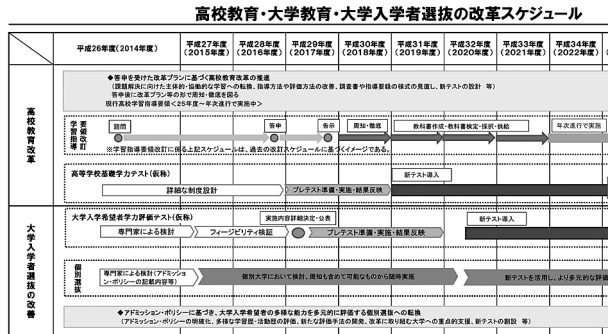 高校教育・大学教育・大学入学者選抜の改革スケジュール
平成26年度(2014年度)
平成27年度
(2015年度)
平成28年度
(2016年度)
平成29年度
(2017年度)
平成30年度
(2018年度)
平成31年度
(2019年度)
平成32年度
(2020年度)
平成33年度
(2021年度)
平成34年度
(2022年度)
高校教育改革
◆答申を受けた改革プランに基づく高校教育改革の推進
(課題解決に向けた主体的・協働的な学習への転換、指導方法や評価方法の改善、調査書や指導要録の様式の見直し、新テストの設計 等)
答申後に改革プラン等の形で周知・徹底を図る
現行高校学習指導要領<25年度～年次進行で実施中>
学習指導
要領改訂
諮問
答申
告示
周知・徹底
教科書作成・教科書検定・採択・供給
年次進行で実施
※学習指導要領改訂に係る上記スケジュールは、過去の改訂スケジュールに基づくイメージである。
高等学校基礎学力テスト(仮称)
新テスト導入
詳細な制度設計
プレテスト準備・実施・結果反映
大学入学者選抜の改善
大学入学希望者学力評価テスト(仮称)
実施内容詳細決定・公表
新テスト導入
専門家による検討
フィージビリティ検証
プレテスト準備・実施・結果反映
個別選抜
専門家による検討(アドミッション・ポリシーの記載内容等)
個別大学において検討、周知も含めて可能なものから随時実施
新テストを活用し、より多元的な評価
◆アドミッション・ポリシーに基づき、大学入学希望者の多様な能力を多元的に評価する個別選抜への転換
(アドミッション・ポリシーの明確化、多様な学習歴・活動歴の評価、新たな評価手法の開発、改革に取り組む大学への重点的支援、新テストの創設 等)